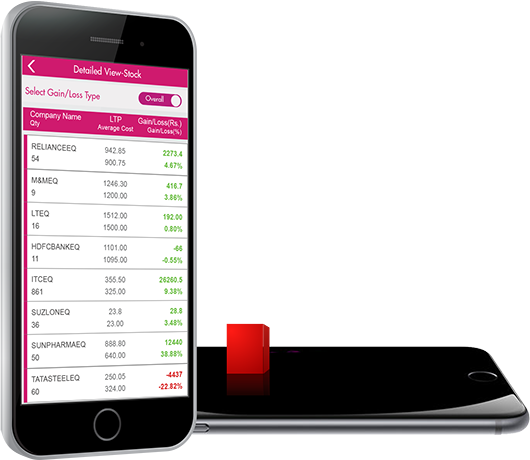 Detailed View-Stock
Select Gain/Loss Type Overall
Company Name LTP Gain/Loss(Rs.)
Qty Average Cost Gain/Loss(%)
RELIANCEEQ 942.85 2273.4
54 900.75 4.67%
M&MEQ 1246.30 416.7
9 1200.00 3.86%
LTEQ 1512.00 192.00
16 1500.00 0.80%
HDFCBANKEQ 1101.00 -66
11 1095.00 -0.55%
ITCEQ 355.50 26260.5
861 325.00 9.38%
SUZLONEQ 23.8 28.8
36 23.00 3.48%
SUNPHARMAEQ 888.80 12440
50 640.00 38.88%
TATASTEELEQ 250.05 -4437
60 324.00 -22.82%